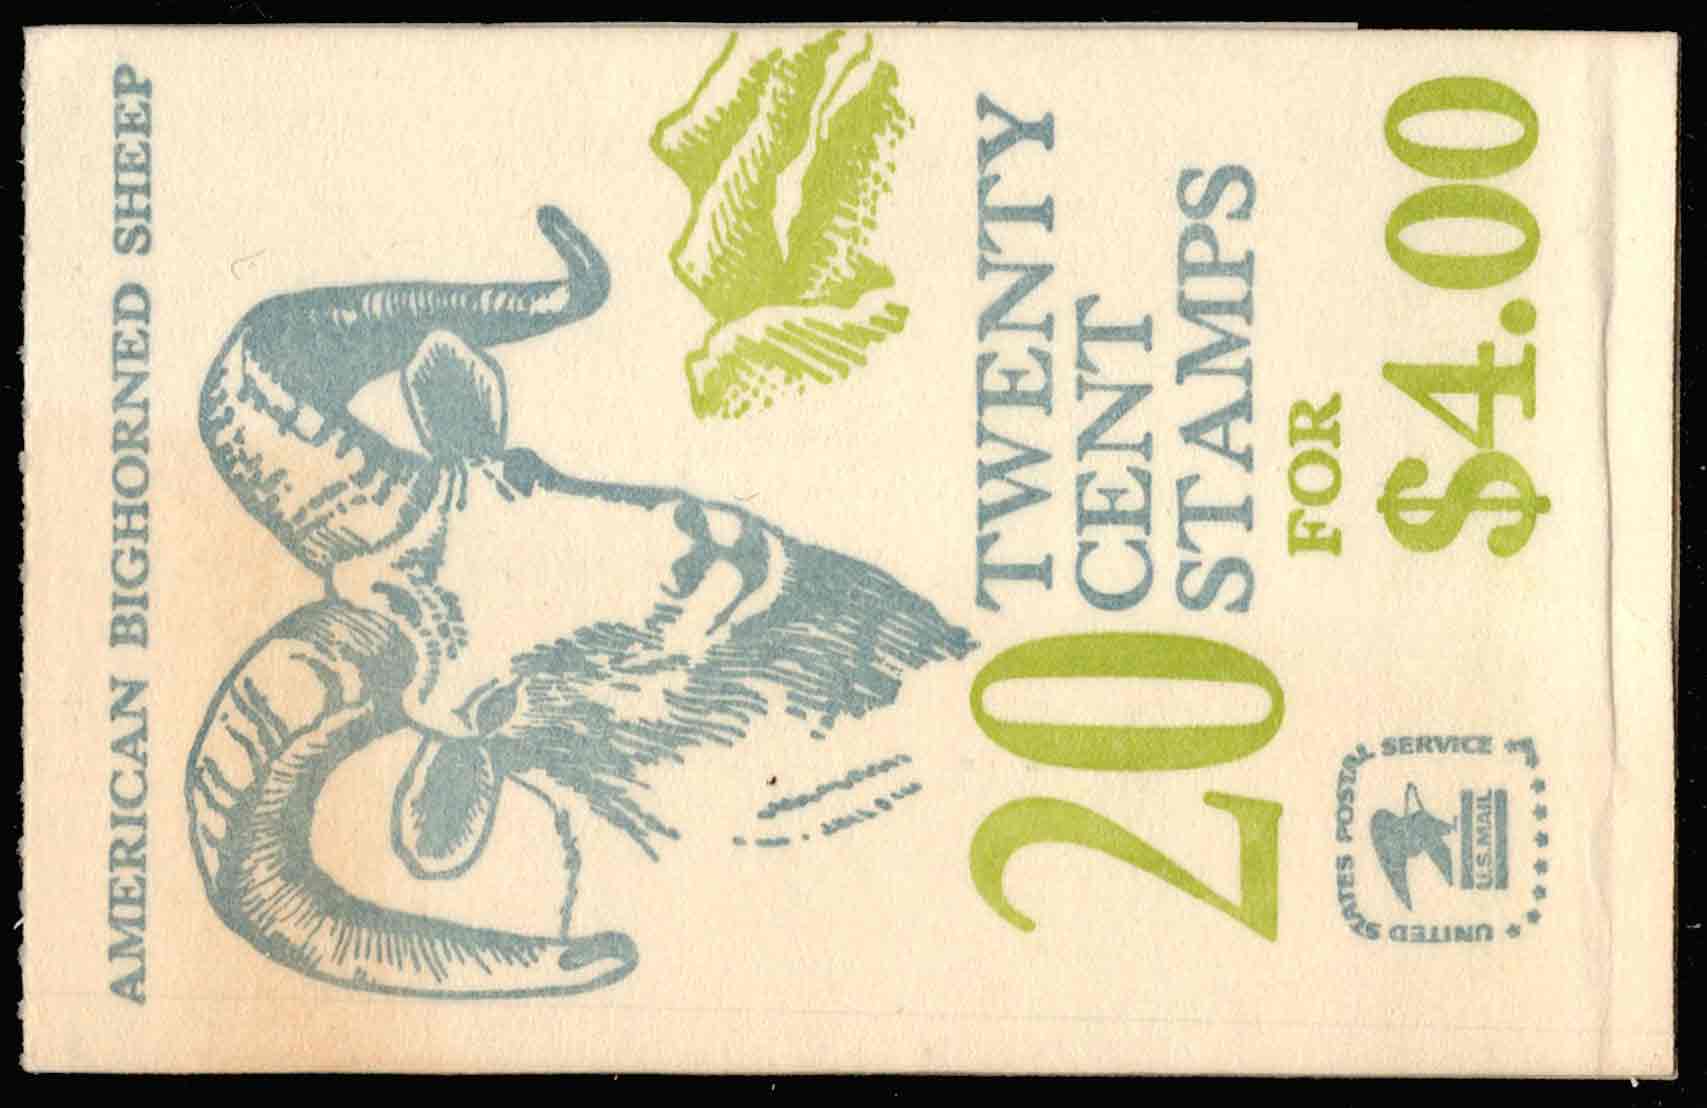 AMERICAN BIGHORNED SHEEP
20 TWENTY
CENT
STAMPS
FOR
$4.00
UNITED STATES POSTAL SERVICE
U.S.MAIL